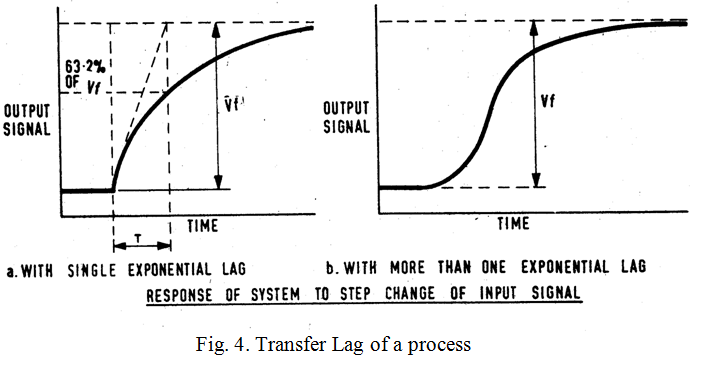 63·2%
OF Vf
OUTPUT
SIGNAL
Vf
TIME
T
a. WITH SINGLE EXPONENTIAL LAG
OUTPUT
SIGNAL
Vf
TIME
b. WITH MORE THAN ONE EXPONENTIAL LAG
RESPONSE OF SYSTEM TO STEP CHANGE OF INPUT SIGNAL
Fig. 4. Transfer Lag of a process